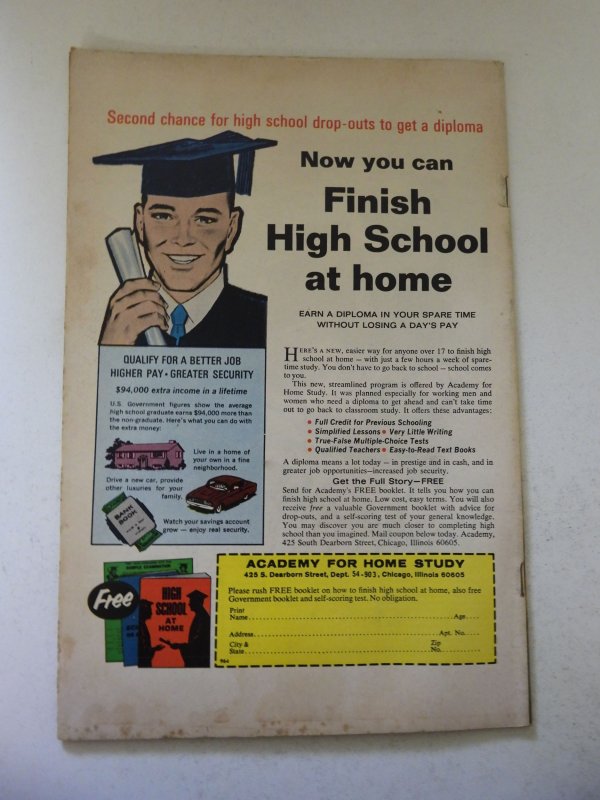 Second chance for high school drop-outs to get a diploma
Now you can
Finish
High School
at home
EARN A DIPLOMA IN YOUR SPARE TIME
WITHOUT LOSING A DAY'S PAY
QUALIFY FOR A BETTER JOB
HIGHER PAY • GREATER SECURITY
$94,000 extra income in a lifetime
U.S. Government figures show the average
high school graduate earns $94,000 more than
the non-graduate. Here's what you can do with
the extra money:
Live in a home of
your own in a fine
neighborhood.
Drive a new car, provide
other luxuries for your
family.
BANK
BOOK
Watch your savings account
grow – enjoy real security.
HERE'S A NEW, easier way for anyone over 17 to finish high
school at home – with just a few hours a week of spare-
time study. You don't have to go back to school – school comes
to you.
This new, streamlined program is offered by Academy for
Home Study. It was planned especially for working men and
women who need a diploma to get ahead and can't take time
out to go back to classroom study. It offers these advantages:
• Full Credit for Previous Schooling
• Simplified Lessons • Very Little Writing
• True-False Multiple-Choice Tests
• Qualified Teachers • Easy-to-Read Text Books
A diploma means a lot today – in prestige and in cash, and in
greater job opportunities–increased job security.
Get the Full Story–FREE
Send for Academy's FREE booklet. It tells you how you can
finish high school at home. Low cost, easy terms. You will also
receive free a valuable Government booklet with advice for
drop-outs, and a self-scoring test of your general knowledge.
You may discover you are much closer to completing high
school than you imagined. Mail coupon below today. Academy,
425 South Dearborn Street, Chicago, Illinois 60605.
Free
HIGH
SCHOOL
AT
HOME
ACADEMY FOR HOME STUDY
425 S. Dearborn Street, Dept. 54-903, Chicago, Illinois 60605
Please rush FREE booklet on how to finish high school at home, also free
Government booklet and self-scoring test. No obligation.
Print
Name Age
Address Apt. No.
City & Zip
State No.